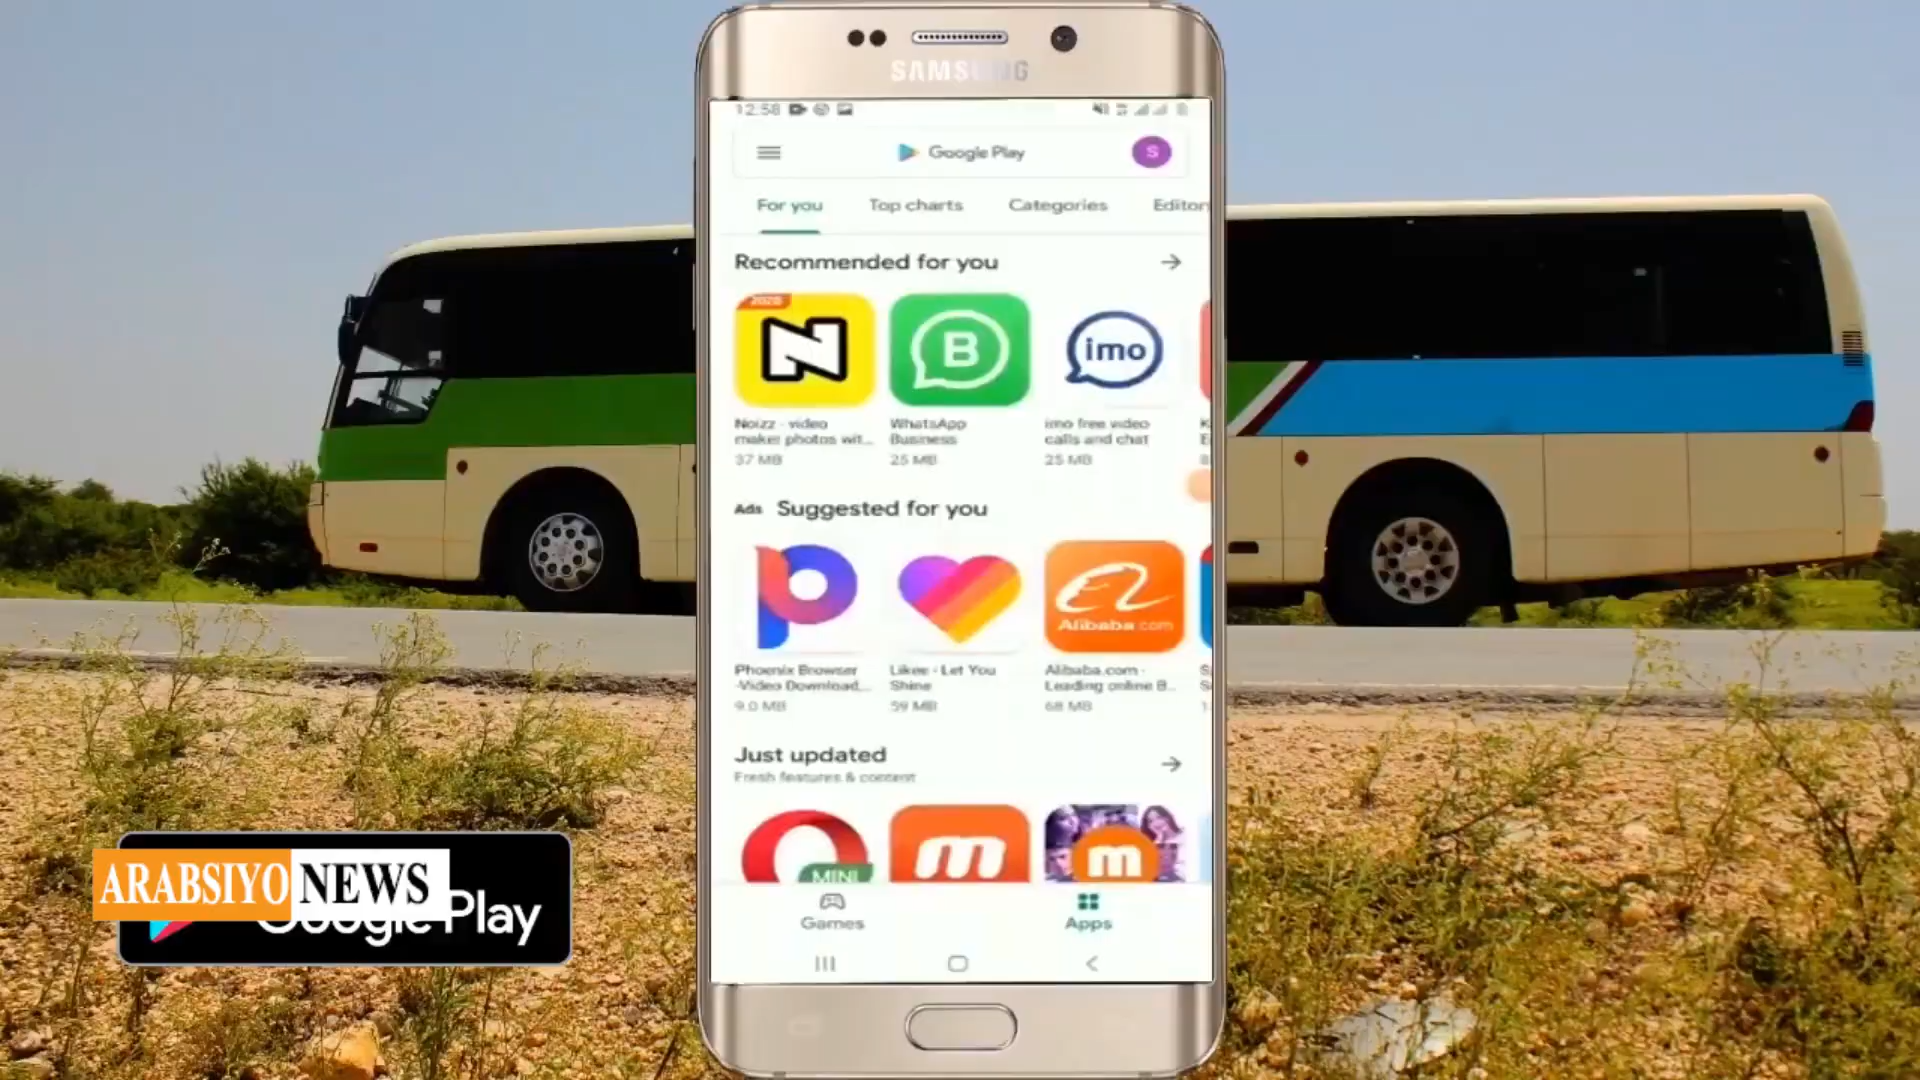 SAMSUNG
12:58
Google Play
S
For you Top charts Categories Editor
Recommended for you
2020
N
B
imo
Noizz - video WhatsApp imo free video
maker photos wit... Business calls and chat
37 MB 25 MB 25 MB
Ads Suggested for you
Alibaba.com
Phoenix Browser Likee - Let You Alibaba.com -
-Video Download... Shine Leading online B...
9.0 MB 59 MB 68 MB
Just updated
Fresh features & content
MINI
m
m
Games Apps
ARABSIYO NEWS
Google Play